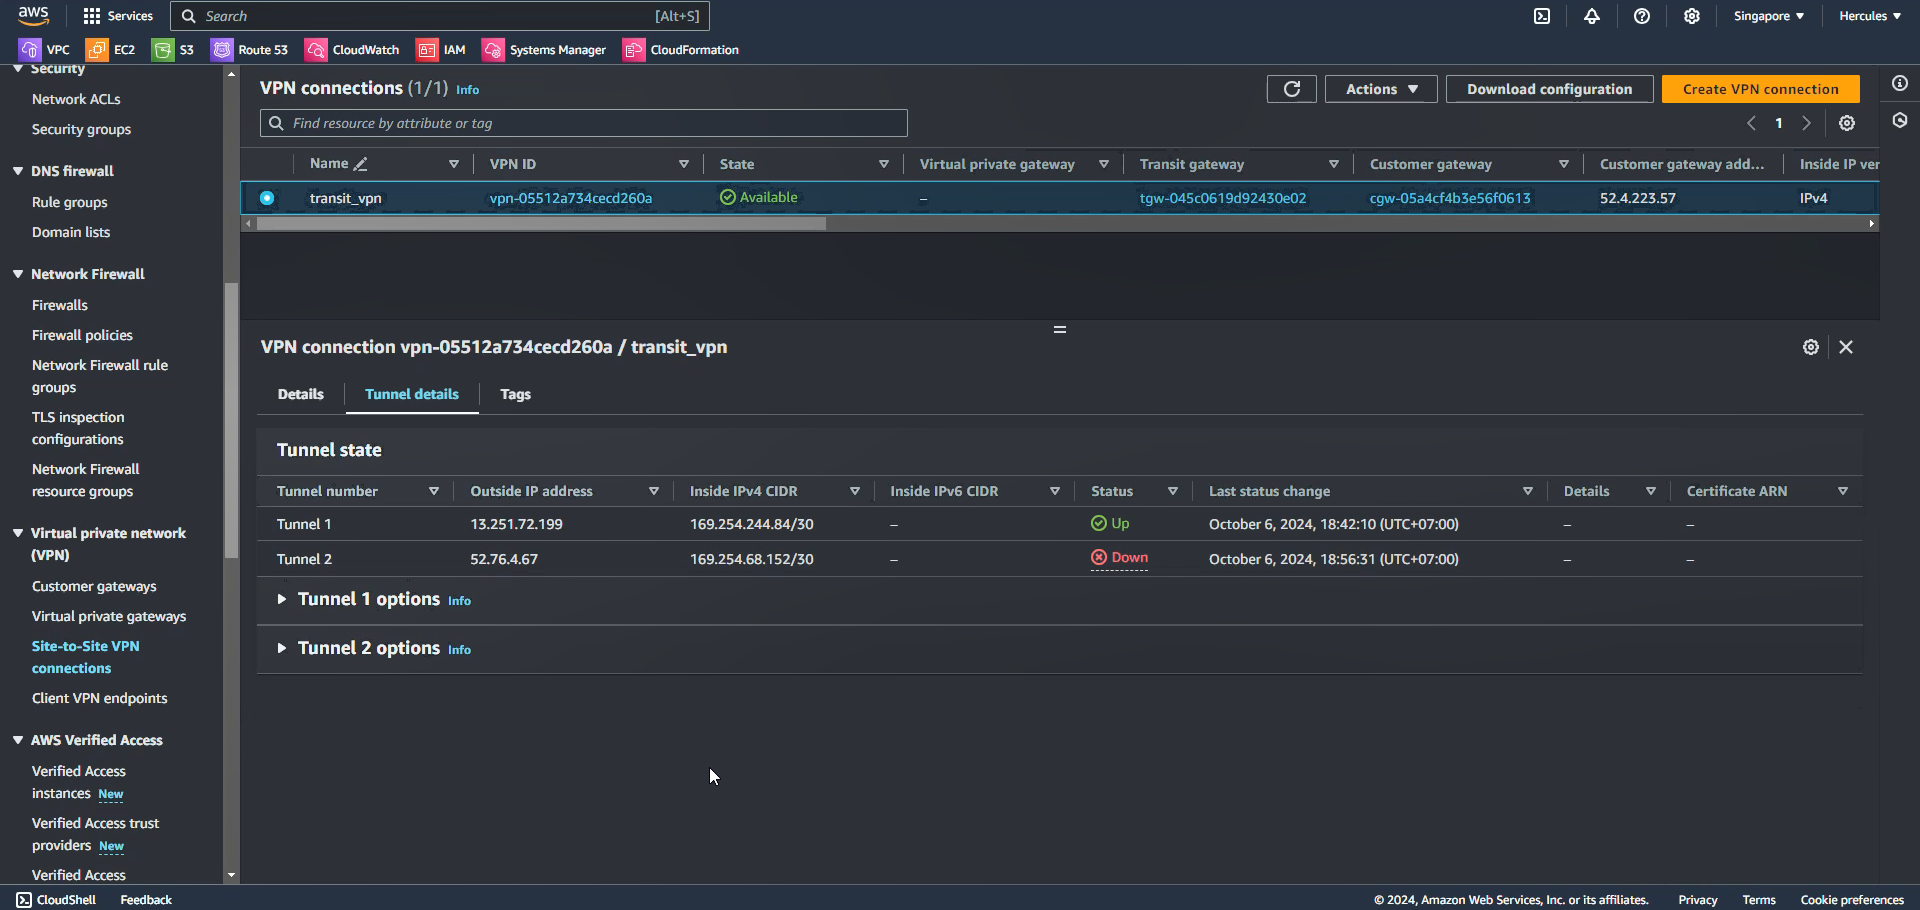 aws
Services
Search
[Alt+S]
Singapore
Hercules
VPC
EC2
S3
Route 53
CloudWatch
IAM
Systems Manager
CloudFormation
Security
Network ACLs
Security groups
DNS firewall
Rule groups
Domain lists
Network Firewall
Firewalls
Firewall policies
Network Firewall rule
groups
TLS inspection
configurations
Network Firewall
resource groups
Virtual private network
(VPN)
Customer gateways
Virtual private gateways
Site-to-Site VPN
connections
Client VPN endpoints
AWS Verified Access
Verified Access
instances New
Verified Access trust
providers New
Verified Access
VPN connections (1/1) Info
Actions
Download configuration
Create VPN connection
Find resource by attribute or tag
1
Name
VPN ID
State
Virtual private gateway
Transit gateway
Customer gateway
Customer gateway add...
Inside IP ver
transit_vpn
vpn-05512a734cecd260a
Available
–
tgw-045c0619d92430e02
cgw-05a4cf4b3e56f0613
52.4.223.57
IPv4
VPN connection vpn-05512a734cecd260a / transit_vpn
Details
Tunnel details
Tags
Tunnel state
Tunnel number
Outside IP address
Inside IPv4 CIDR
Inside IPv6 CIDR
Status
Last status change
Details
Certificate ARN
Tunnel 1
13.251.72.199
169.254.244.84/30
–
Up
October 6, 2024, 18:42:10 (UTC+07:00)
–
–
Tunnel 2
52.76.4.67
169.254.68.152/30
–
Down
October 6, 2024, 18:56:31 (UTC+07:00)
–
–
Tunnel 1 options Info
Tunnel 2 options Info
CloudShell
Feedback
© 2024, Amazon Web Services, Inc. or its affiliates.
Privacy
Terms
Cookie preferences